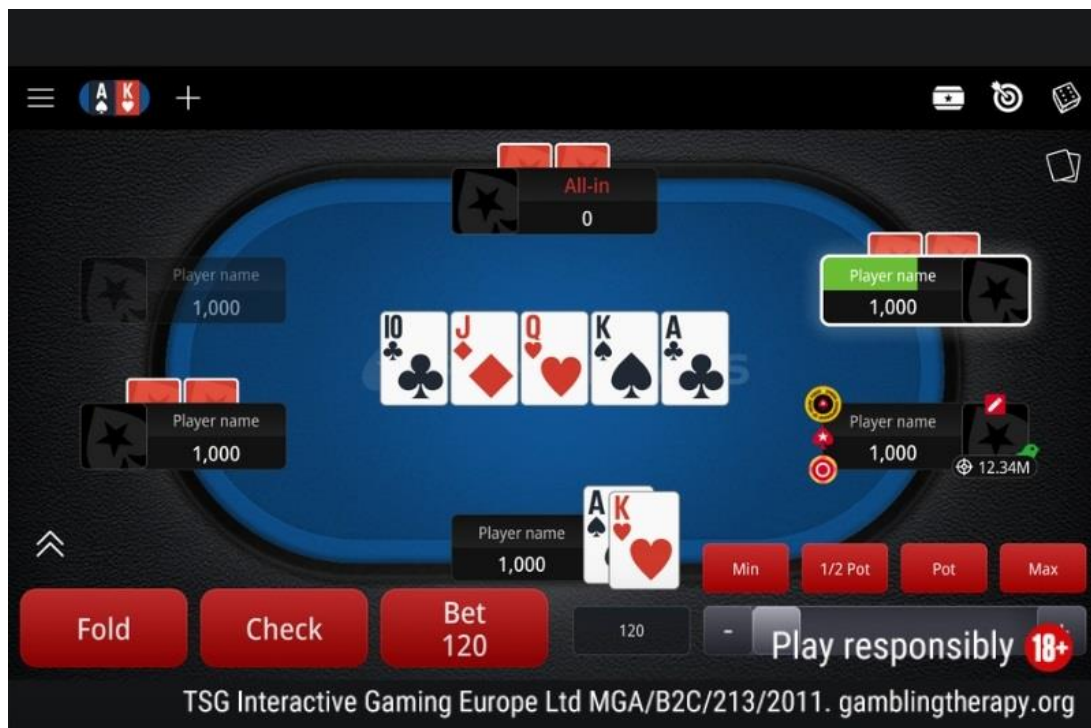 A K
All-in
0
Player name
1,000
Player name
1,000
10 J Q K A
S
Player name
1,000
Player name
1,000
12.34M
Player name
1,000
A K
Min
1/2 Pot
Pot
Max
Fold
Check
Bet
120
120
-
Play responsibly 18+
TSG Interactive Gaming Europe Ltd MGA/B2C/213/2011. gamblingtherapy.org